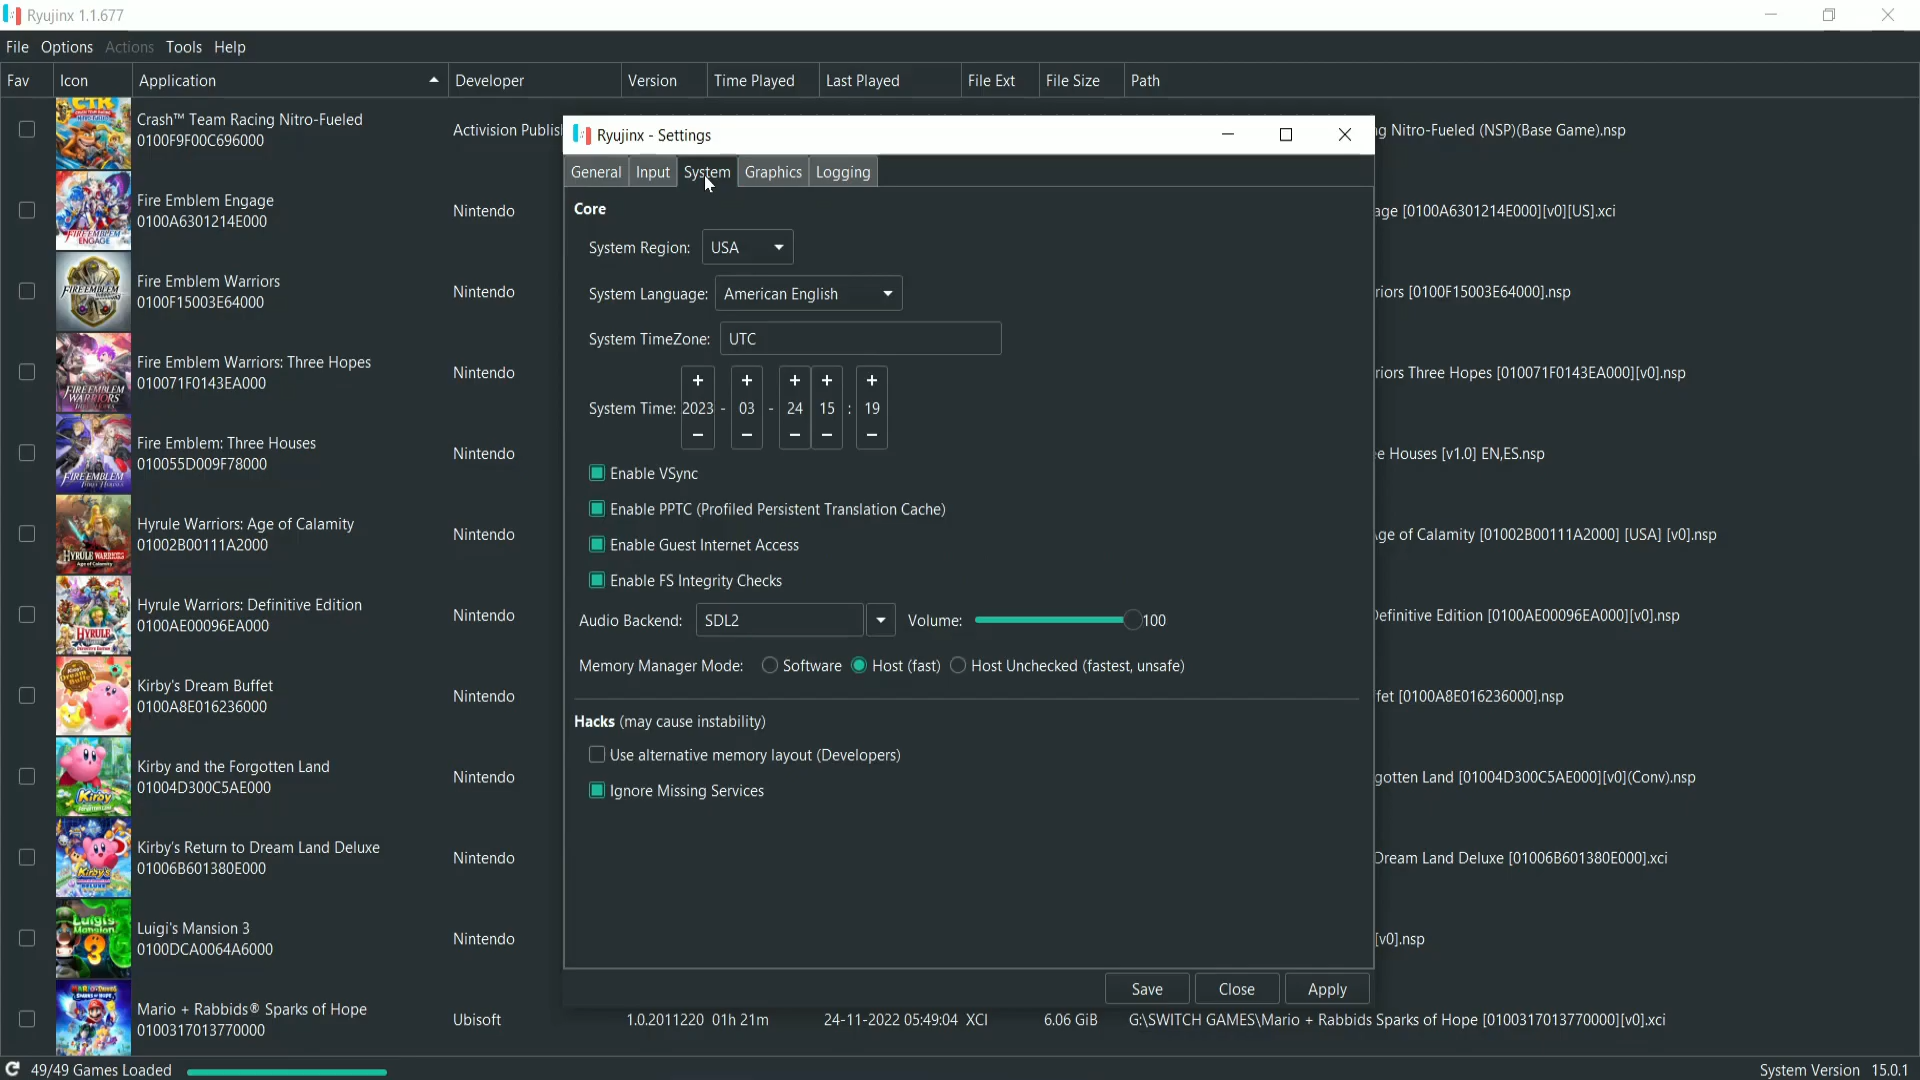 Ryujinx 1.1.677
File Options Actions Tools Help
Fav Icon Application Developer Version Time Played Last Played File Ext File Size Path
Crash™ Team Racing Nitro-Fueled
0100F9F00C696000
Activision Publis
g Nitro-Fueled (NSP)(Base Game).nsp
Fire Emblem Engage
0100A6301214E000
Nintendo
age [0100A6301214E000][v0][US].xci
Fire Emblem Warriors
0100F15003E64000
Nintendo
riors [0100F15003E64000].nsp
Fire Emblem Warriors: Three Hopes
010071F0143EA000
Nintendo
riors Three Hopes [010071F0143EA000][v0].nsp
Fire Emblem: Three Houses
010055D009F78000
Nintendo
e Houses [v1.0] EN,ES.nsp
Hyrule Warriors: Age of Calamity
01002B00111A2000
Nintendo
ge of Calamity [01002B00111A2000] [USA] [v0].nsp
Hyrule Warriors: Definitive Edition
0100AE00096EA000
Nintendo
Definitive Edition [0100AE00096EA000][v0].nsp
Kirby's Dream Buffet
0100A8E016236000
Nintendo
fet [0100A8E016236000].nsp
Kirby and the Forgotten Land
01004D300C5AE000
Nintendo
gotten Land [01004D300C5AE000][v0](Conv).nsp
Kirby's Return to Dream Land Deluxe
01006B601380E000
Nintendo
Dream Land Deluxe [01006B601380E000].xci
Luigi's Mansion 3
0100DCA0064A6000
Nintendo
[v0].nsp
Mario + Rabbids® Sparks of Hope
0100317013770000
Ubisoft 1.0.2011220 01h 21m 24-11-2022 05:49:04 XCI 6.06 GiB G:\SWITCH GAMES\Mario + Rabbids Sparks of Hope [0100317013770000][v0].xci
Ryujinx - Settings
General Input System Graphics Logging
Core
System Region: USA
System Language: American English
System TimeZone: UTC
+ + + + +
System Time: 2023 - 03 - 24 15 : 19
− − − − −
Enable VSync
Enable PPTC (Profiled Persistent Translation Cache)
Enable Guest Internet Access
Enable FS Integrity Checks
Audio Backend: SDL2 Volume: 100
Memory Manager Mode: Software Host (fast) Host Unchecked (fastest, unsafe)
Hacks (may cause instability)
Use alternative memory layout (Developers)
Ignore Missing Services
Save Close Apply
49/49 Games Loaded
System Version 15.0.1